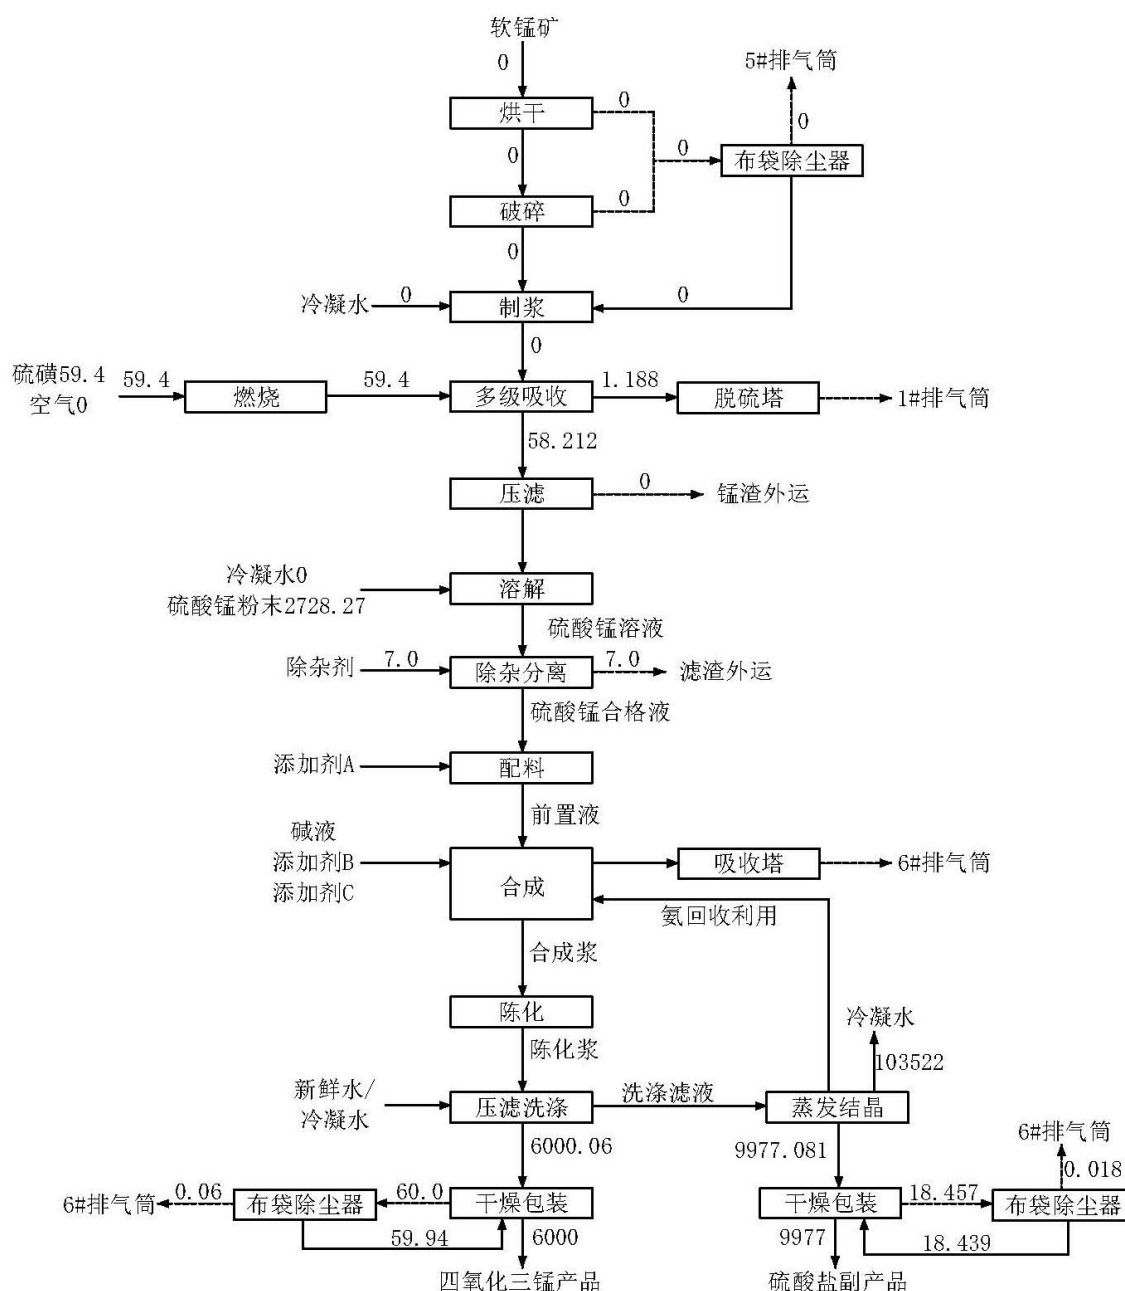 软锰矿
0
5#排气筒
0
烘干
0
0
0
布袋除尘器
破碎
0
0
冷凝水
0
制浆
0
0
硫磺59.4
空气0
59.4
燃烧
59.4
多级吸收
1.188
脱硫塔
1#排气筒
58.212
压滤
0
锰渣外运
冷凝水0
硫酸锰粉末2728.27
溶解
硫酸锰溶液
除杂剂
7.0
除杂分离
7.0
滤渣外运
硫酸锰合格液
添加剂A
配料
前置液
碱液
添加剂B
添加剂C
合成
吸收塔
6#排气筒
氨回收利用
合成浆
陈化
陈化浆
冷凝水
103522
新鲜水/
冷凝水
压滤洗涤
洗涤滤液
蒸发结晶
6000.06
9977.081
6#排气筒
0.018
6#排气筒
0.06
布袋除尘器
60.0
干燥包装
干燥包装
18.457
布袋除尘器
59.94
6000
9977
18.439
四氧化三锰产品
硫酸盐副产品